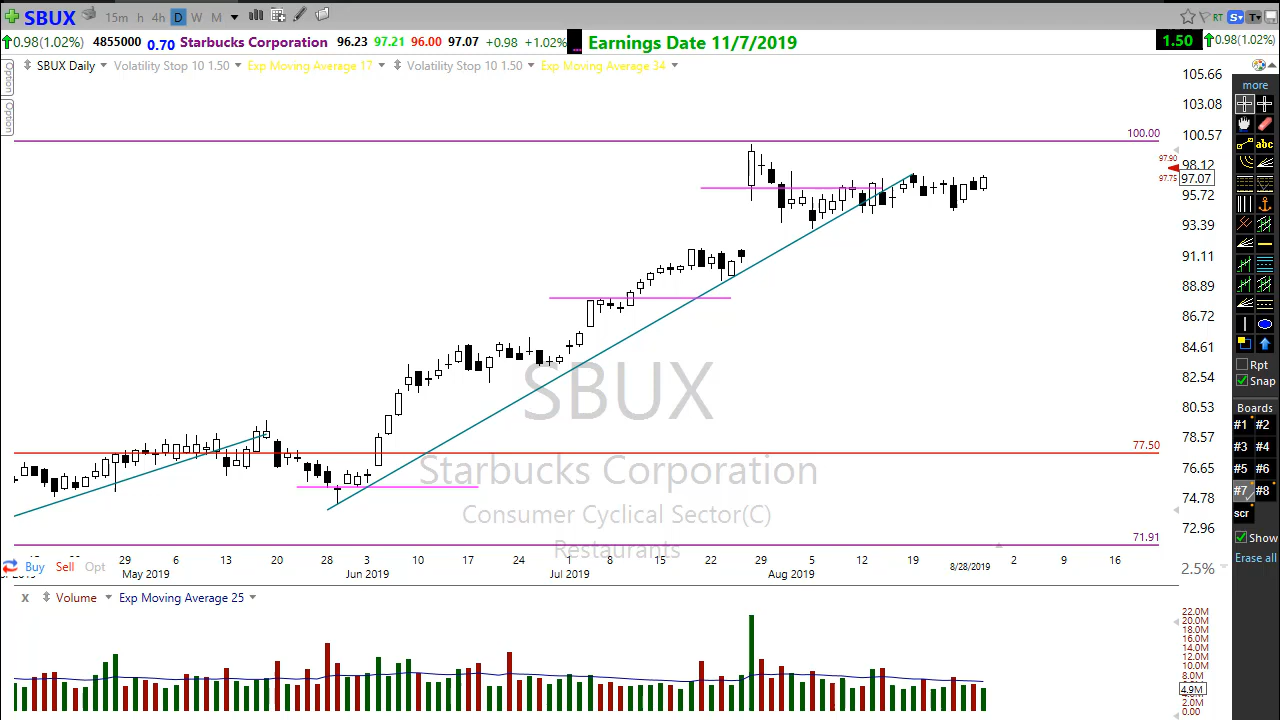 SBUX 15m h 4h D W M RT S T
0.98(1.02%) 4855000 0.70 Starbucks Corporation 96.23 97.21 96.00 97.07 +0.98 +1.02% ... Earnings Date 11/7/2019 1.50 0.98(1.02%)
SBUX Daily Volatility Stop 10 1.50 Exp Moving Average 17 Volatility Stop 10 1.50 Exp Moving Average 34
Option
Option
105.66
103.08
100.00 100.57
97.90 98.12
97.75 97.07
95.72
93.39
91.11
88.89
86.72
84.61
82.54
80.53
78.57
77.50
76.65
74.78
72.96
71.91
SBUX
Starbucks Corporation
Consumer Cyclical Sector(C)
Restaurants
29 6 13 20 28 3 10 17 24 1 8 15 22 29 5 12 19 8/28/2019 2 9 16
May 2019 Jun 2019 Jul 2019 Aug 2019
Buy Sell Opt
2.5%
x Volume Exp Moving Average 25
22.0M
20.0M
18.0M
16.0M
14.0M
12.0M
10.0M
8.0M
4.9M
2.0M
0.00
more
abc
Rpt
Snap
Boards
#1 #2
#3 #4
#5 #6
#7 #8
scr
Show
Erase all